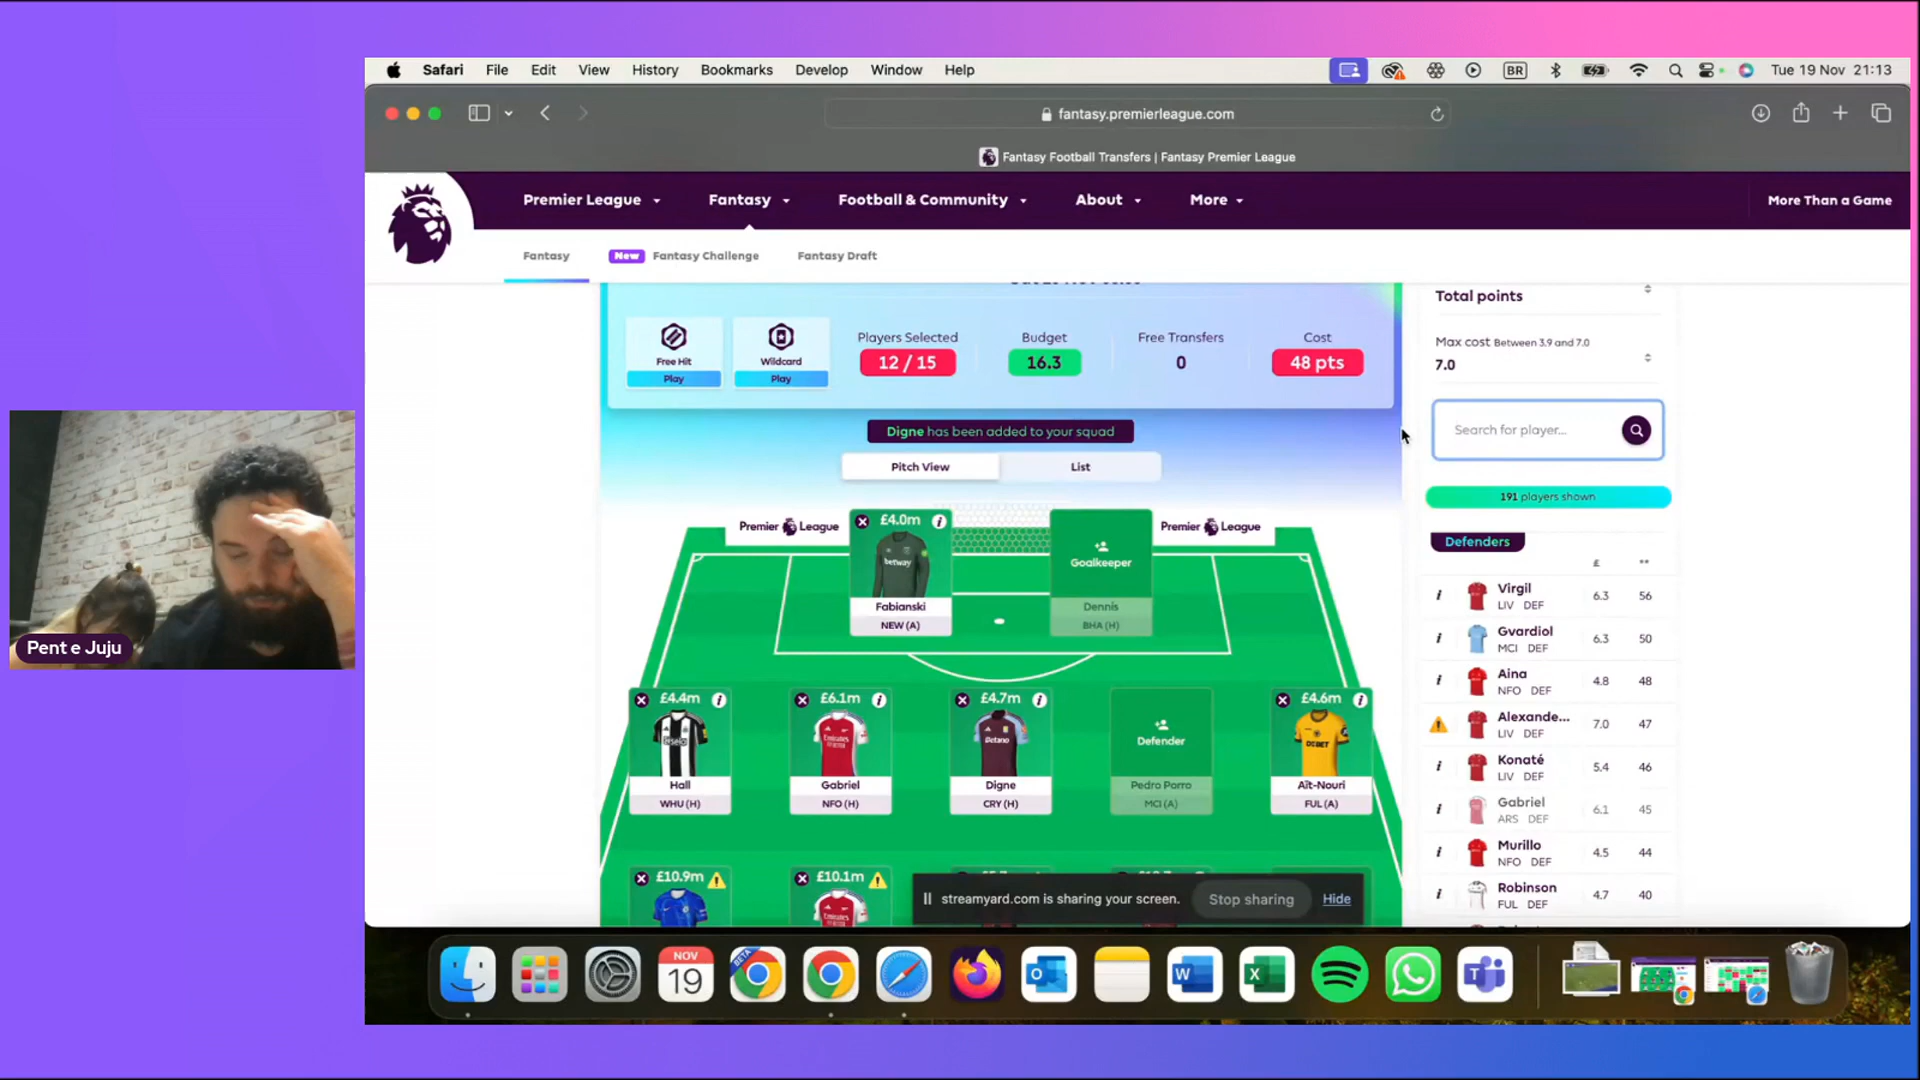 Safari File Edit View History Bookmarks Develop Window Help
BR Tue 19 Nov 21:13
fantasy.premierleague.com
Fantasy Football Transfers | Fantasy Premier League
Premier League Fantasy Football & Community About More More Than a Game
Fantasy New Fantasy Challenge Fantasy Draft
Free Hit
Play
Wildcard
Play
Players Selected
12 / 15
Budget
16.3
Free Transfers
0
Cost
48 pts
Digne has been added to your squad
Pitch View List
Premier League
Premier League
£4.0m
betway
Fabianski
NEW (A)
Goalkeeper
Dennis
BHA (H)
£4.4m
sela
Hall
WHU (H)
£6.1m
Emirates
Gabriel
NFO (H)
£4.7m
Betano
Digne
CRY (H)
Defender
Pedro Porro
MCI (A)
£4.6m
DEBET
Aït-Nouri
FUL (A)
£10.9m
£10.1m
Emirates
streamyard.com is sharing your screen. Stop sharing Hide
Total points
Max cost Between 3.9 and 7.0
7.0
Search for player...
191 players shown
Defenders
£ **
Virgil 6.3 56
LIV DEF
Gvardiol 6.3 50
MCI DEF
Aina 4.8 48
NFO DEF
Alexande... 7.0 47
LIV DEF
Konaté 5.4 46
LIV DEF
Gabriel 6.1 45
ARS DEF
Murillo 4.5 44
NFO DEF
Robinson 4.7 40
FUL DEF
Pent e Juju
NOV
19
BETA